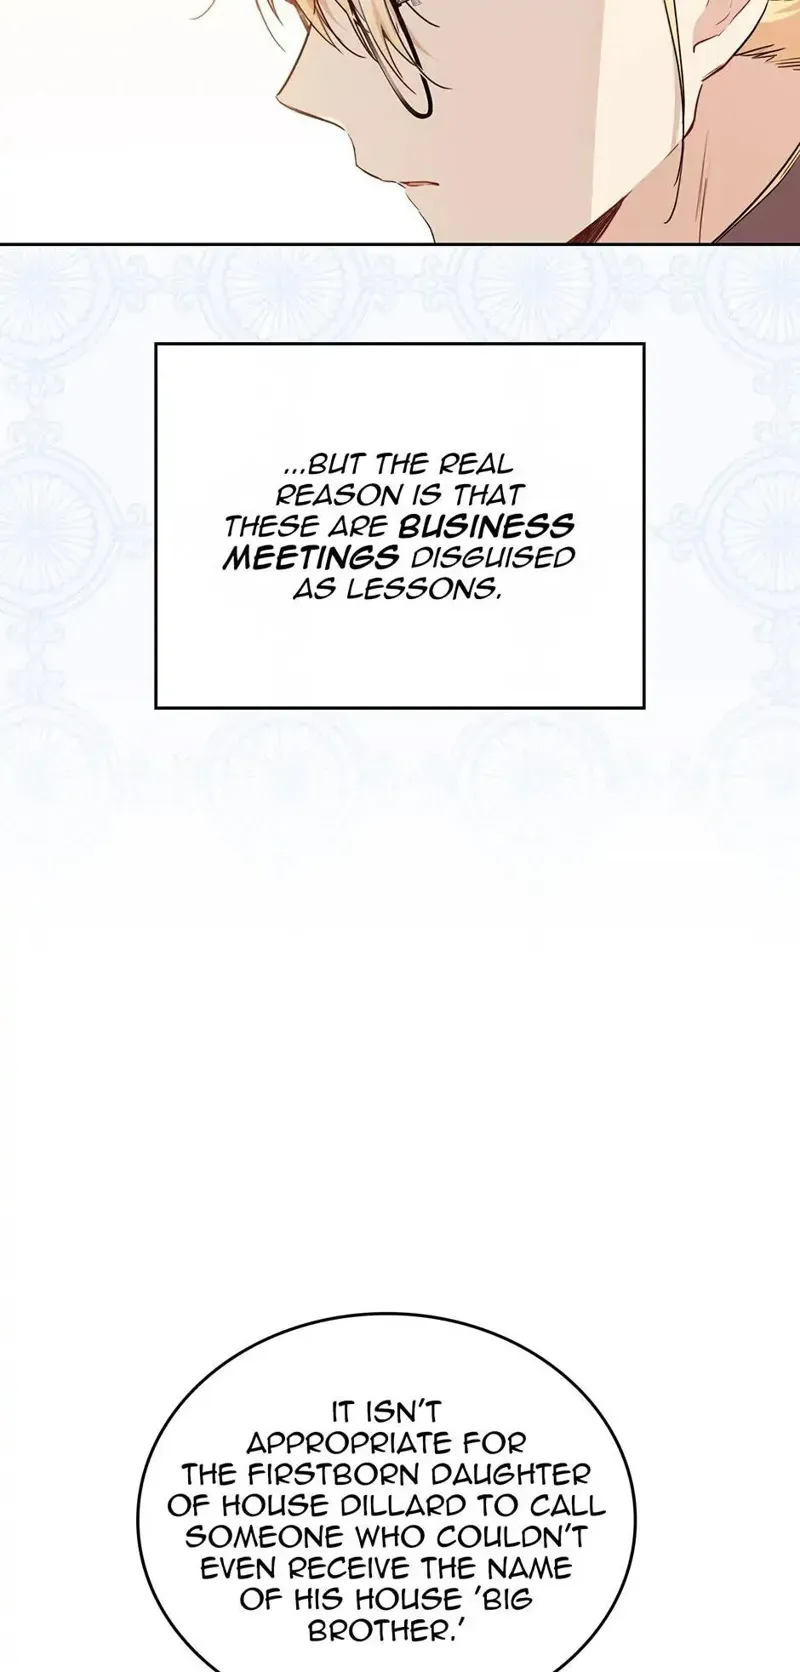 ...BUT THE REAL
REASON IS THAT
THESE ARE BUSINESS
MEETINGS DISGUISED
AS LESSONS.
IT ISN'T
APPROPRIATE FOR
THE FIRSTBORN DAUGHTER
OF HOUSE DILLARD TO CALL
SOMEONE WHO COULDN'T
EVEN RECEIVE THE NAME
OF HIS HOUSE 'BIG
BROTHER.'